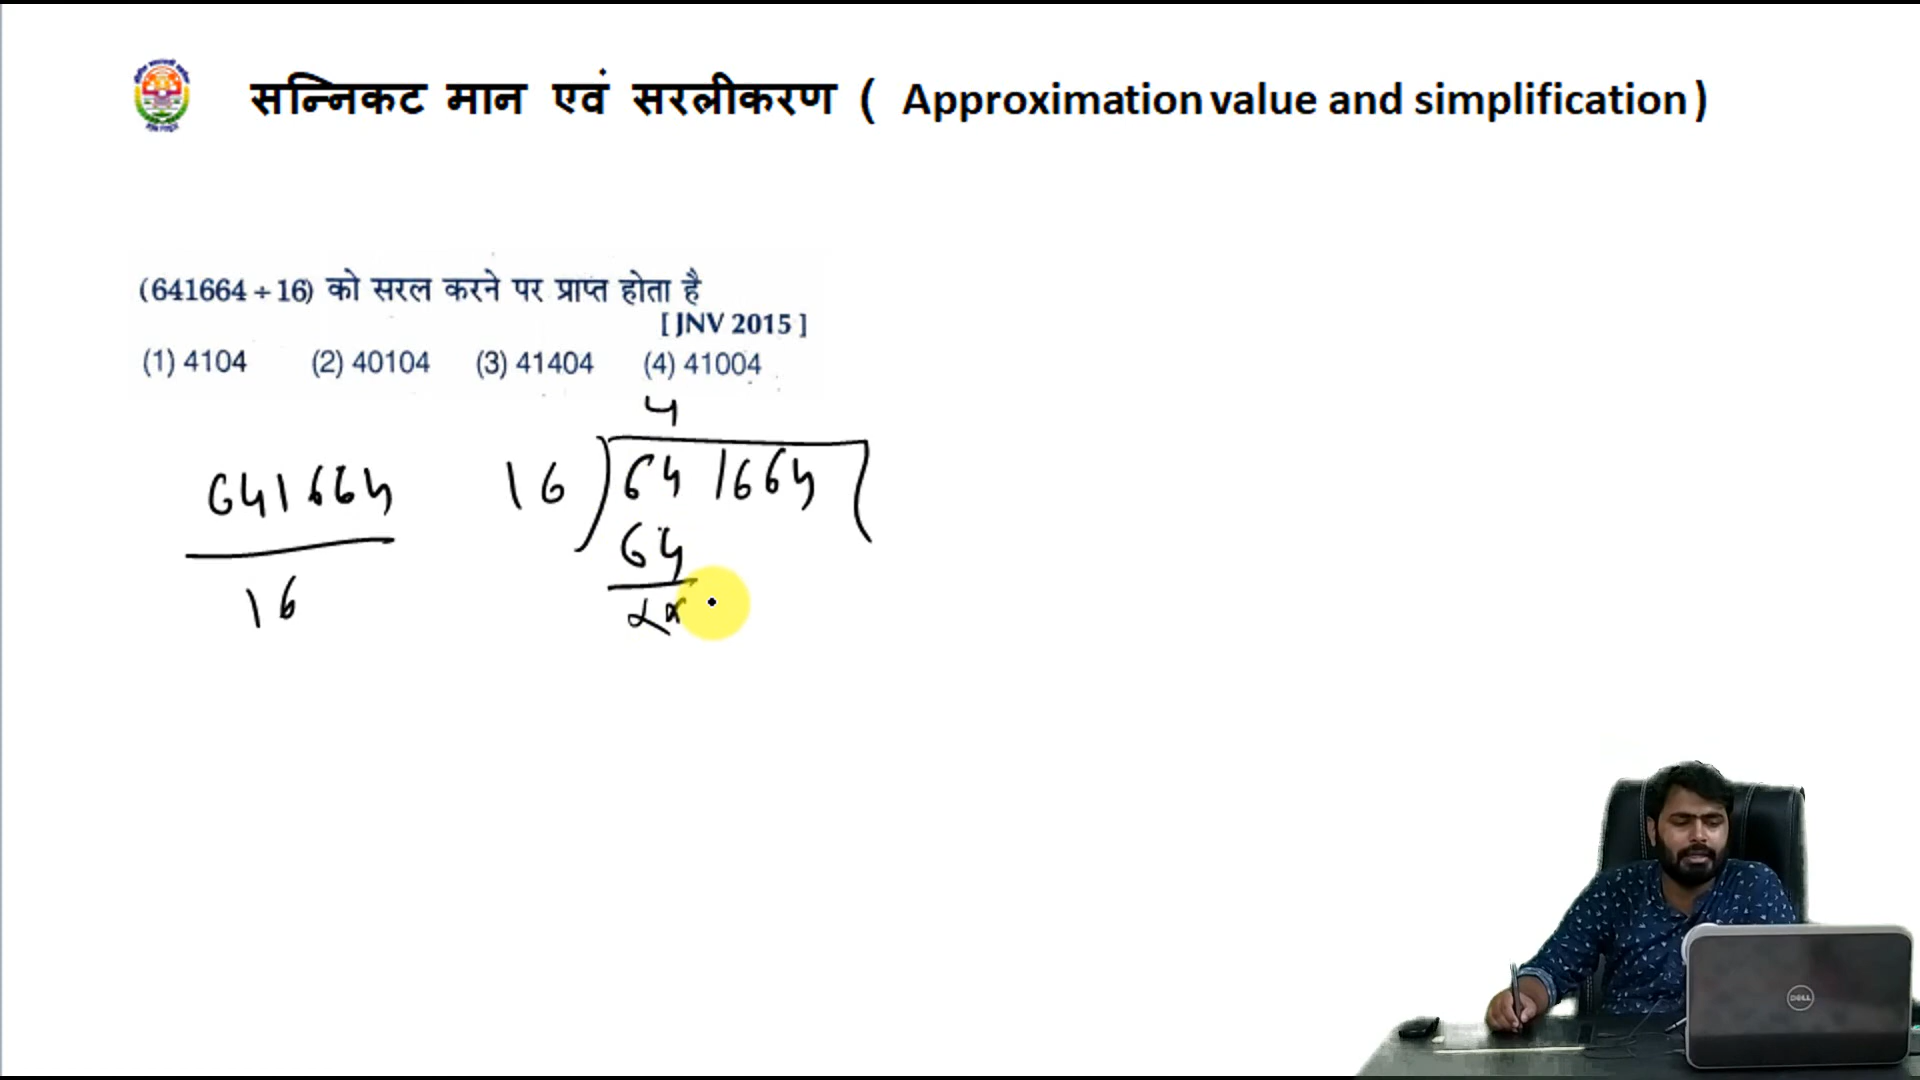 सन्निकट मान एवं सरलीकरण ( Approximation value and simplification)
(641664 ÷ 16) को सरल करने पर प्राप्त होता है
[ JNV 2015 ]
(1) 4104 (2) 40104 (3) 41404 (4) 41004
4
641664 16 641664
64
16
DELL